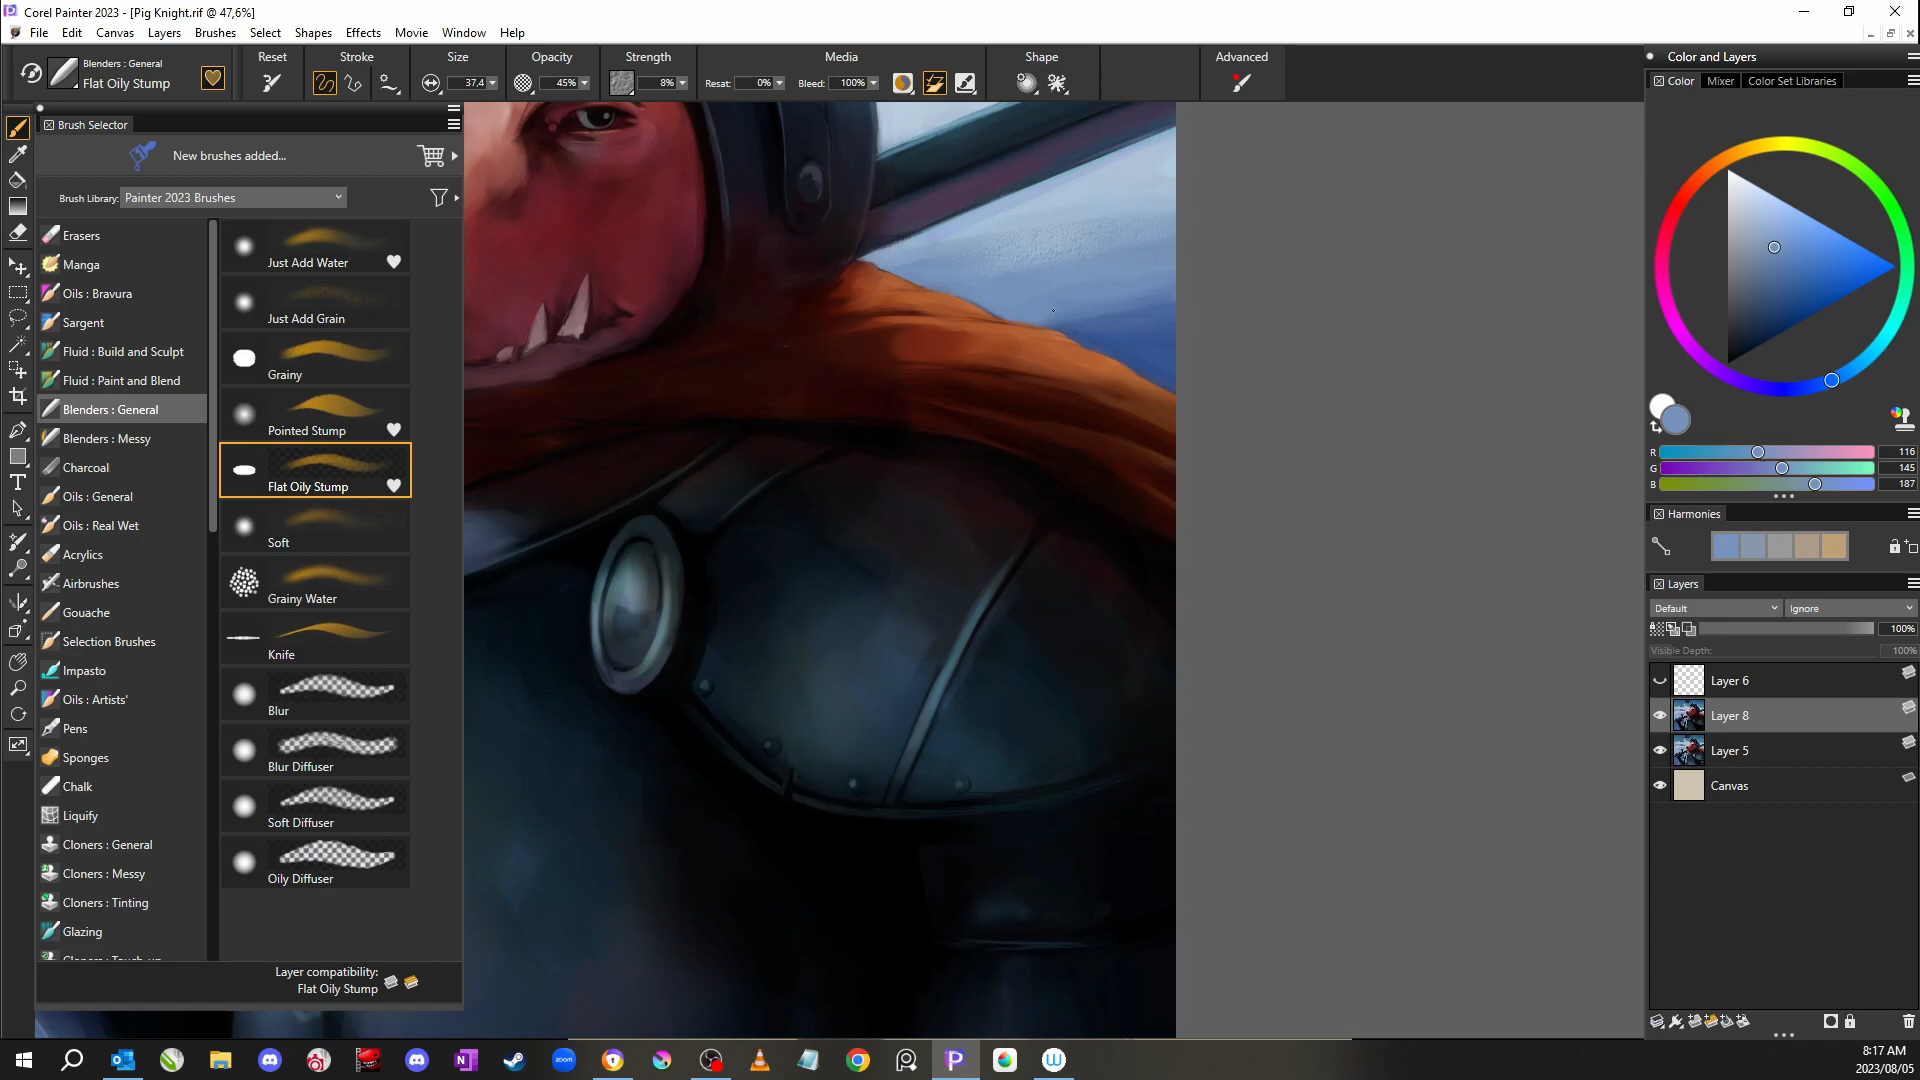 Corel Painter 2023 - [Pig Knight.rif @ 47,6%]
File Edit Canvas Layers Brushes Select Shapes Effects Movie Window Help
Blenders : General
Flat Oily Stump
Reset
Stroke
Size
37,4
Opacity
45%
Strength
8%
Media
Resat: 0%
Bleed: 100%
Shape
Advanced
Brush Selector
New brushes added...
Brush Library: Painter 2023 Brushes
Erasers
Manga
Oils : Bravura
Sargent
Fluid : Build and Sculpt
Fluid : Paint and Blend
Blenders : General
Blenders : Messy
Charcoal
Oils : General
Oils : Real Wet
Acrylics
Airbrushes
Gouache
Selection Brushes
Impasto
Oils : Artists'
Pens
Sponges
Chalk
Liquify
Cloners : General
Cloners : Messy
Cloners : Tinting
Glazing
Just Add Water
Just Add Grain
Grainy
Pointed Stump
Flat Oily Stump
Soft
Grainy Water
Knife
Blur
Blur Diffuser
Soft Diffuser
Oily Diffuser
Layer compatibility:
Flat Oily Stump
Color and Layers
Color Mixer Color Set Libraries
R 116
G 145
B 187
Harmonies
Layers
Default Ignore
100%
Visible Depth: 100%
Layer 6
Layer 8
Layer 5
Canvas
zoom
8:17 AM
2023/08/05